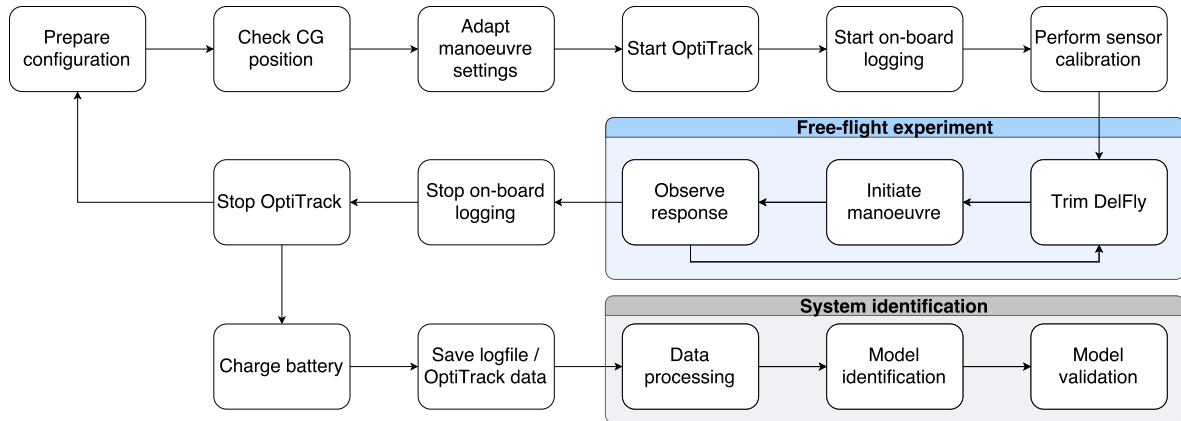 Prepare
configuration
Check CG
position
Adapt
manoeuvre
settings
Start OptiTrack
Start on-board
logging
Perform sensor
calibration
Free-flight experiment
Stop OptiTrack
Stop on-board
logging
Observe
response
Initiate
manoeuvre
Trim DelFly
System identification
Charge battery
Save logfile /
OptiTrack data
Data
processing
Model
identification
Model
validation